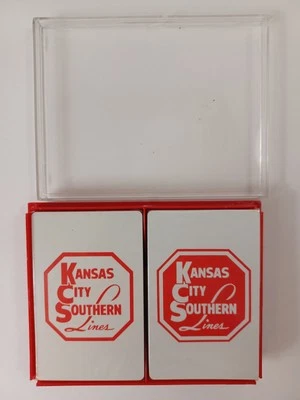 KANSAS
CITY
SOUTHERN
Lines
KANSAS
CITY
SOUTHERN
Lines